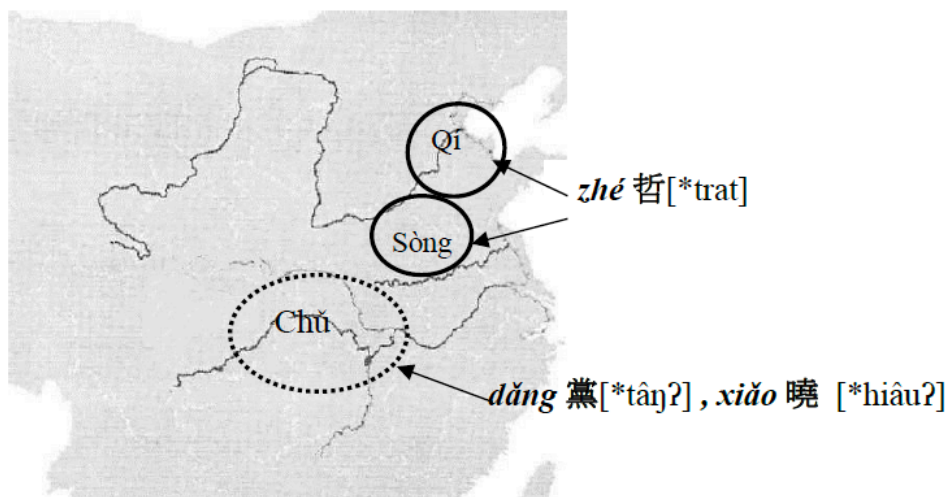 Qí
zhé 哲[*trat]
Sòng
Chǔ
dǎng 黨[*tâŋʔ] , xiǎo 曉 [*hiâuʔ]